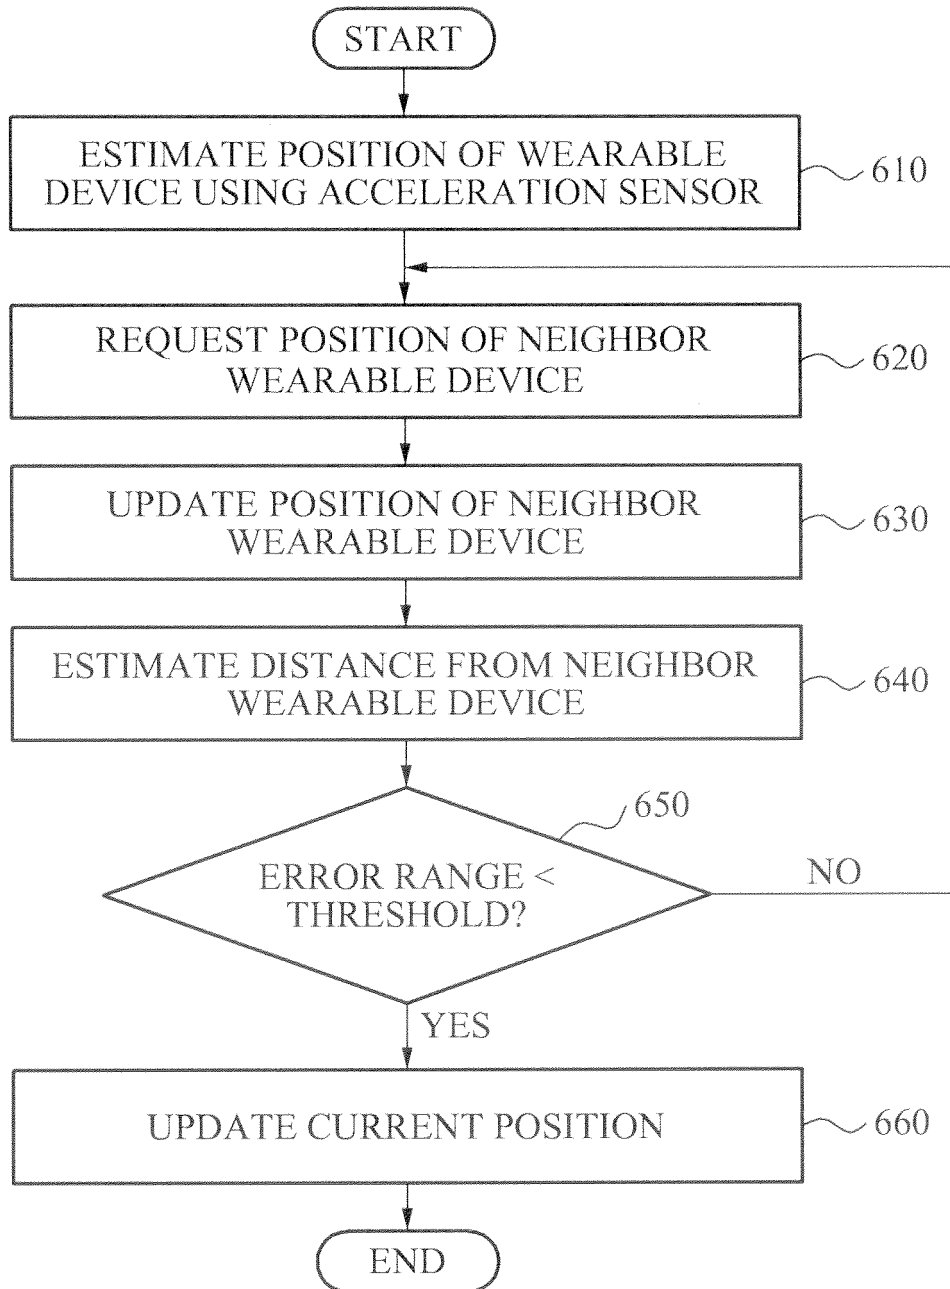 START
ESTIMATE POSITION OF WEARABLE
DEVICE USING ACCELERATION SENSOR
610
REQUEST POSITION OF NEIGHBOR
WEARABLE DEVICE
620
UPDATE POSITION OF NEIGHBOR
WEARABLE DEVICE
630
ESTIMATE DISTANCE FROM NEIGHBOR
WEARABLE DEVICE
640
650
ERROR RANGE <
THRESHOLD?
NO
YES
UPDATE CURRENT POSITION
660
END